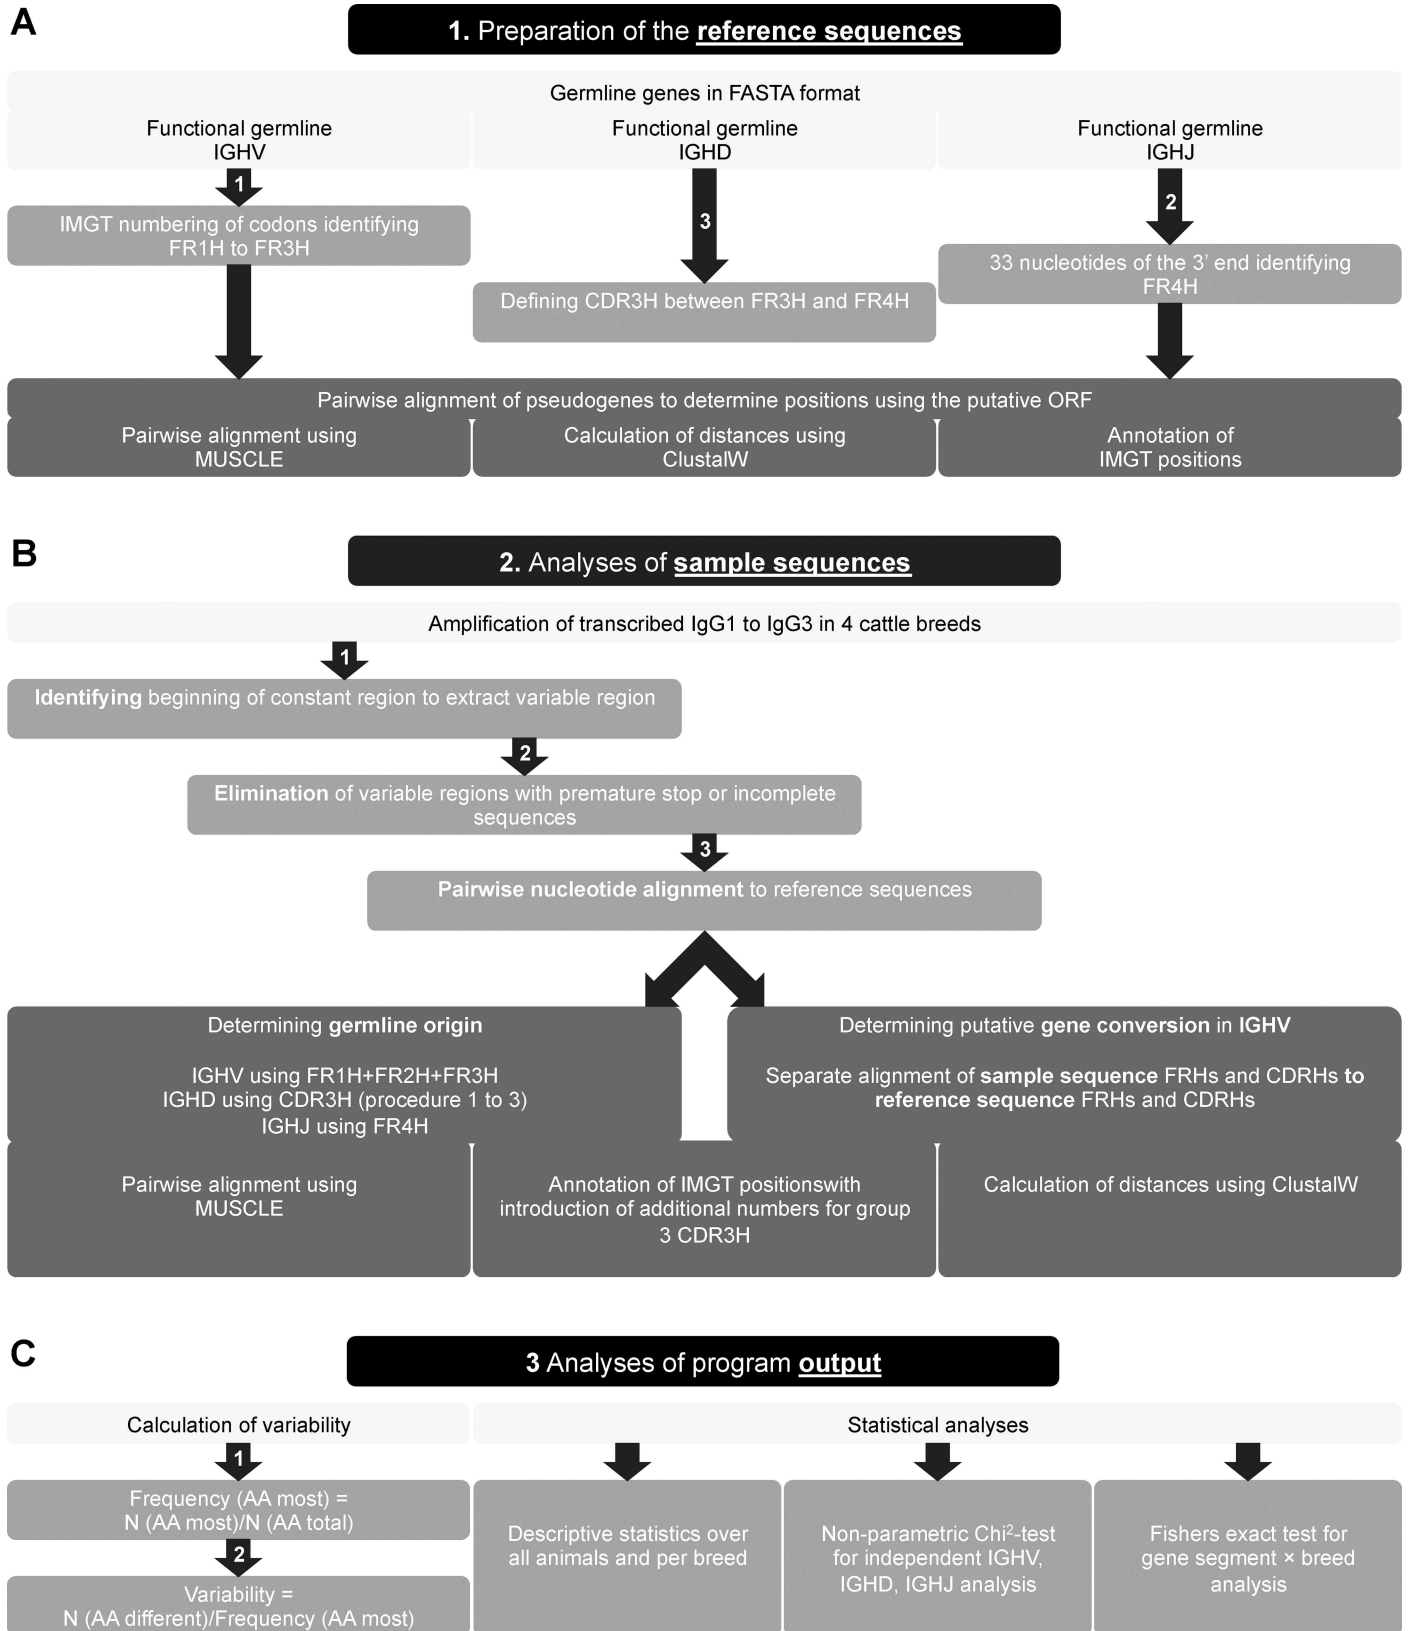 A
1. Preparation of the reference sequences
Germline genes in FASTA format
Functional germline
IGHV
Functional germline
IGHD
Functional germline
IGHJ
1
3
2
IMGT numbering of codons identifying
FR1H to FR3H
Defining CDR3H between FR3H and FR4H
33 nucleotides of the 3’ end identifying
FR4H
Pairwise alignment of pseudogenes to determine positions using the putative ORF
Pairwise alignment using
MUSCLE
Calculation of distances using
ClustalW
Annotation of
IMGT positions
B
2. Analyses of sample sequences
Amplification of transcribed IgG1 to IgG3 in 4 cattle breeds
1
Identifying beginning of constant region to extract variable region
2
Elimination of variable regions with premature stop or incomplete
sequences
3
Pairwise nucleotide alignment to reference sequences
Determining germline origin
IGHV using FR1H+FR2H+FR3H
IGHD using CDR3H (procedure 1 to 3)
IGHJ using FR4H
Determining putative gene conversion in IGHV
Separate alignment of sample sequence FRHs and CDRHs to
reference sequence FRHs and CDRHs
Pairwise alignment using
MUSCLE
Annotation of IMGT positionswith
introduction of additional numbers for group
3 CDR3H
Calculation of distances using ClustalW
C
3 Analyses of program output
Calculation of variability
Statistical analyses
1
Frequency (AA most) =
N (AA most)/N (AA total)
2
Variability =
N (AA different)/Frequency (AA most)
Descriptive statistics over
all animals and per breed
Non-parametric Chi²-test
for independent IGHV,
IGHD, IGHJ analysis
Fishers exact test for
gene segment × breed
analysis